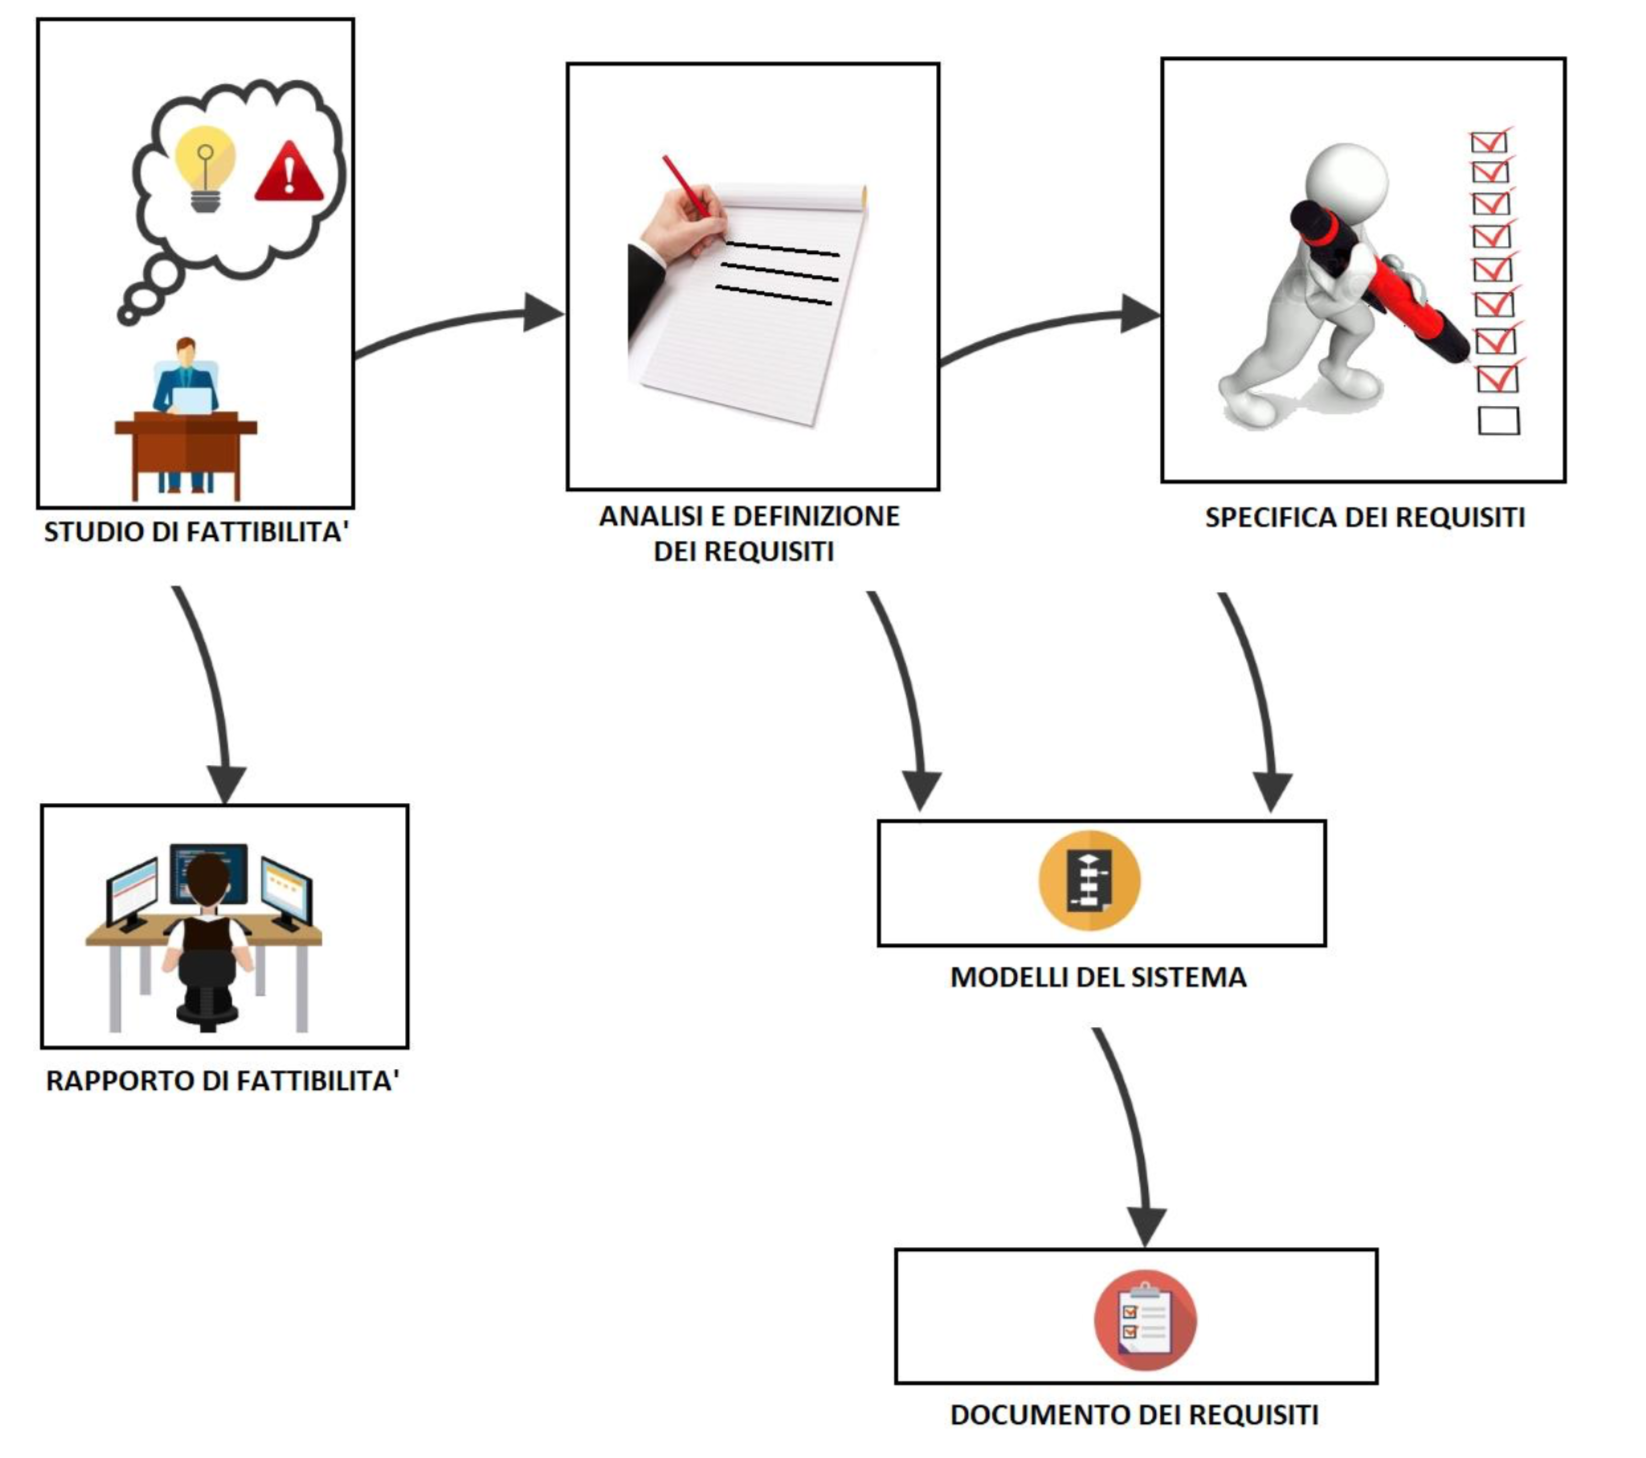 STUDIO DI FATTIBILITA'
ANALISI E DEFINIZIONE
DEI REQUISITI
SPECIFICA DEI REQUISITI
RAPPORTO DI FATTIBILITA'
MODELLI DEL SISTEMA
DOCUMENTO DEI REQUISITI